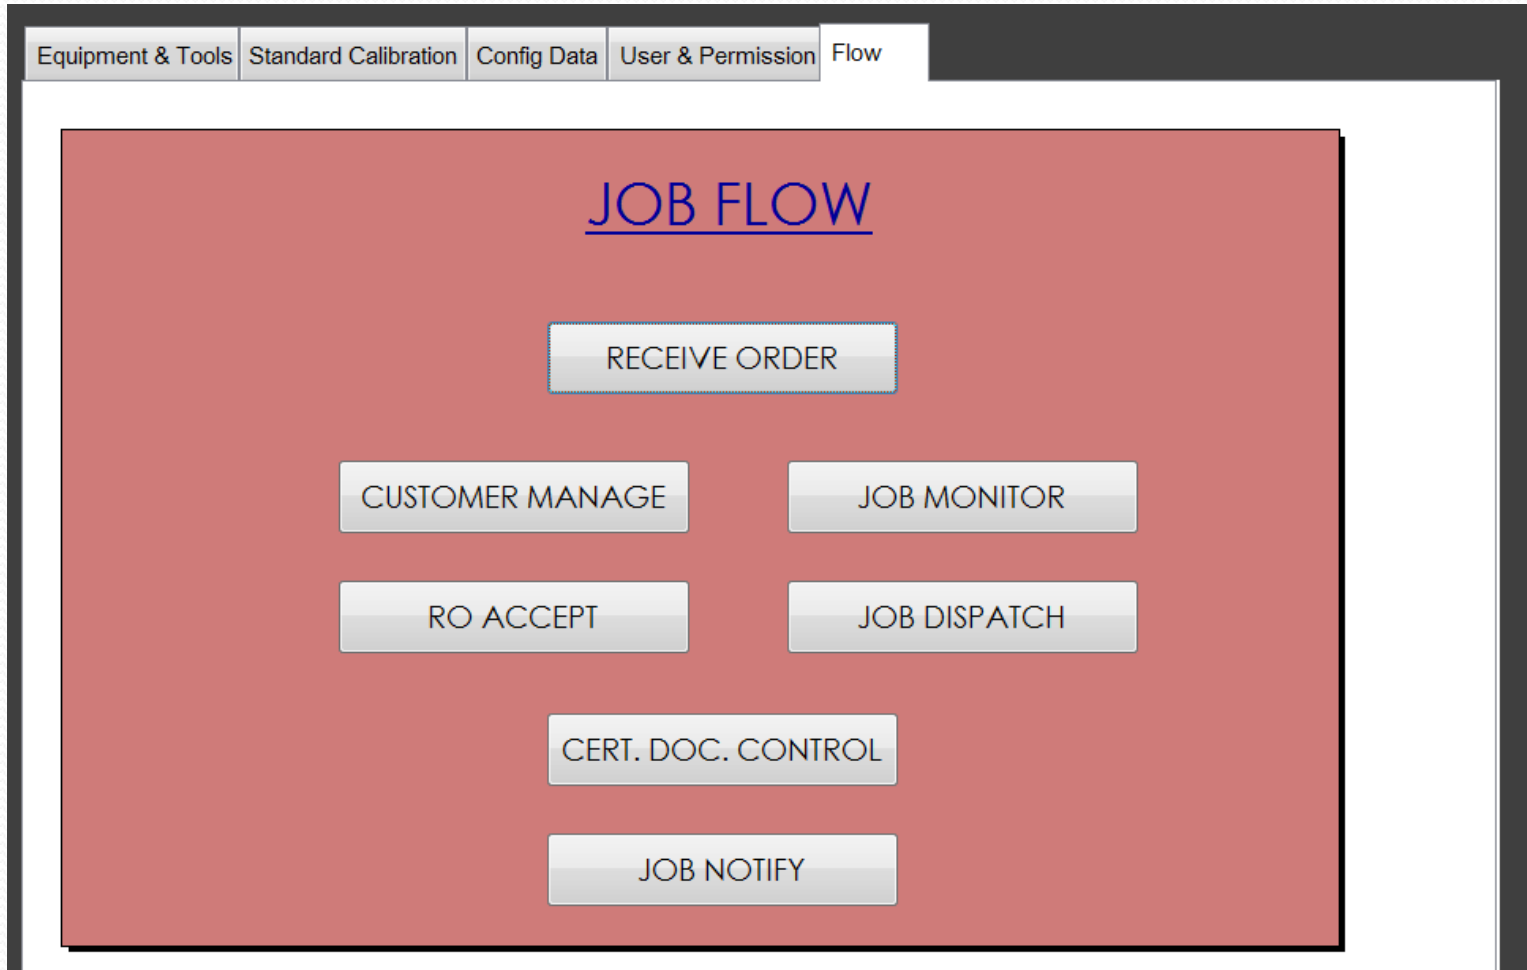 Equipment & Tools Standard Calibration Config Data User & Permission Flow
JOB FLOW
RECEIVE ORDER
CUSTOMER MANAGE JOB MONITOR
RO ACCEPT JOB DISPATCH
CERT. DOC. CONTROL
JOB NOTIFY